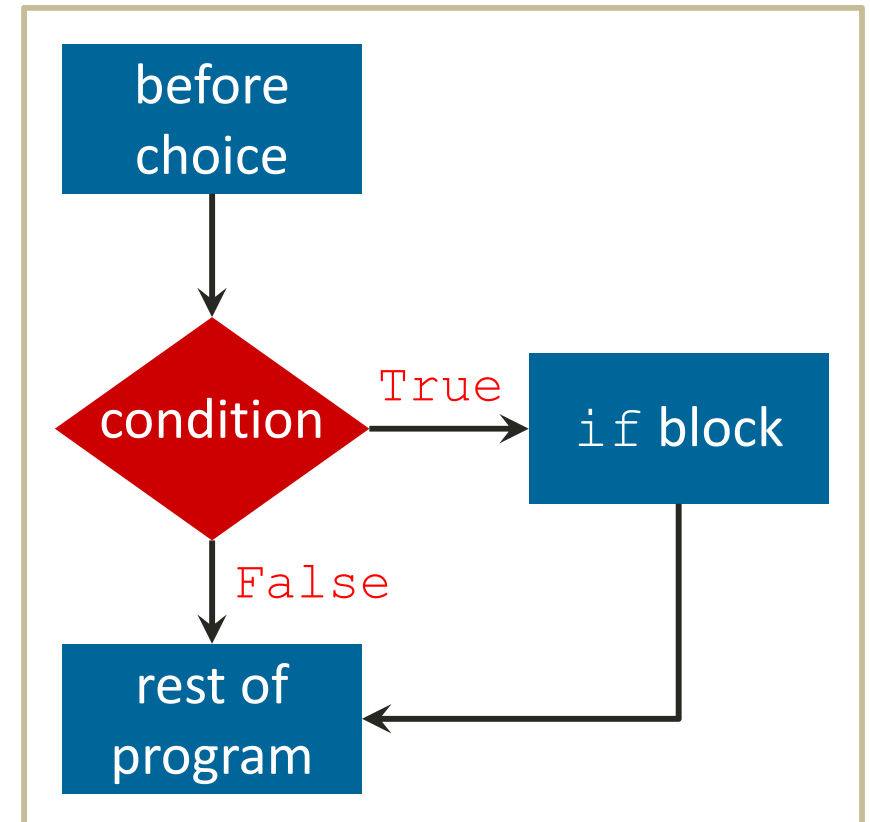 before
choice
condition
True
if block
False
rest of
program